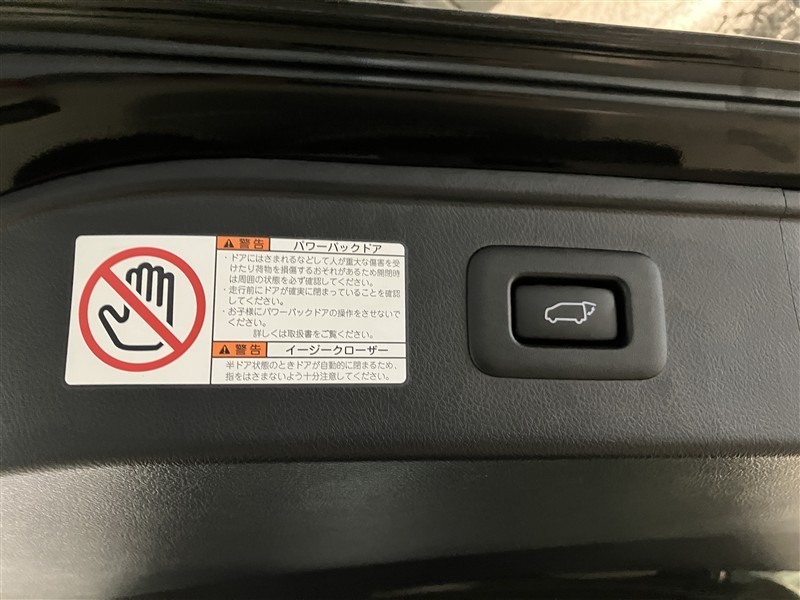 警告 パワーバックドア
・ドアにはさまれるなどして人が重大な傷害を受
けたり荷物を損傷するおそれがあるため開閉時
は周囲の状態を必ず確認してください。
・走行前にドアが確実に閉まっていることを確認
してください。
・お子様にパワーバックドアの操作をさせないで
ください。
詳しくは取扱書をご覧ください。
警告 イージークローザー
半ドア状態のときドアが自動的に閉まるため、
指をはさまないよう十分注意してください。